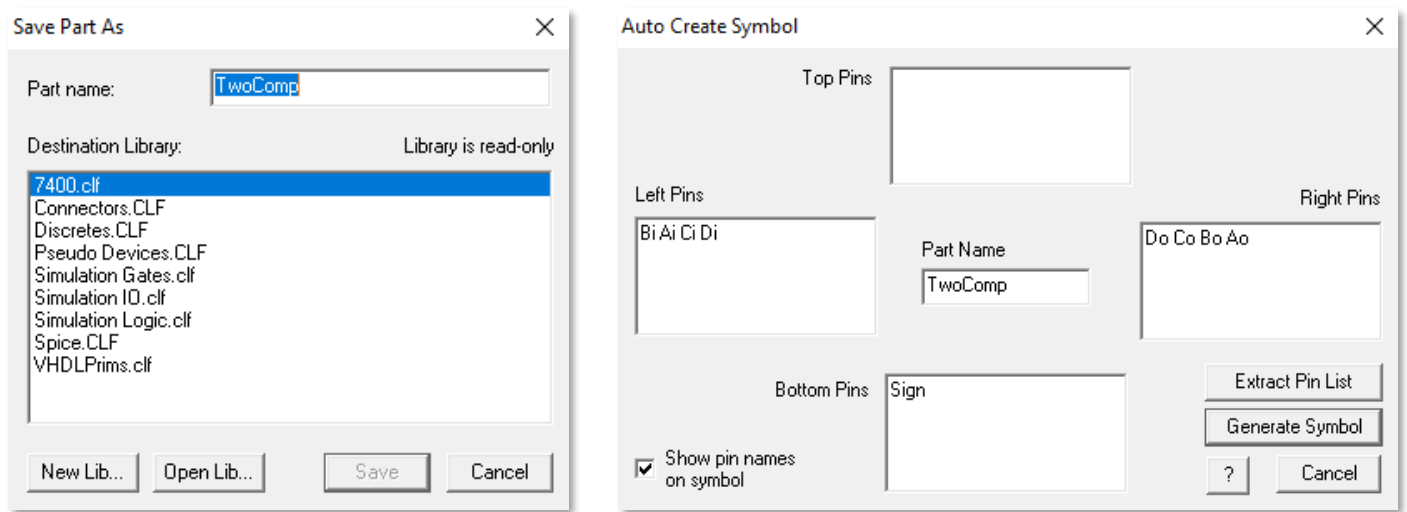 Save Part As
Part name:
TwoComp
Destination Library:
Library is read-only
7400.clf
Connectors.CLF
Discretes.CLF
Pseudo Devices.CLF
Simulation Gates.clf
Simulation IO.clf
Simulation Logic.clf
Spice.CLF
VHDLPrims.clf
New Lib...
Open Lib...
Save
Cancel
Auto Create Symbol
Top Pins
Left Pins
Right Pins
Bi Ai Ci Di
Part Name
TwoComp
Do Co Bo Ao
Bottom Pins
Sign
Extract Pin List
Generate Symbol
Show pin names
on symbol
?
Cancel